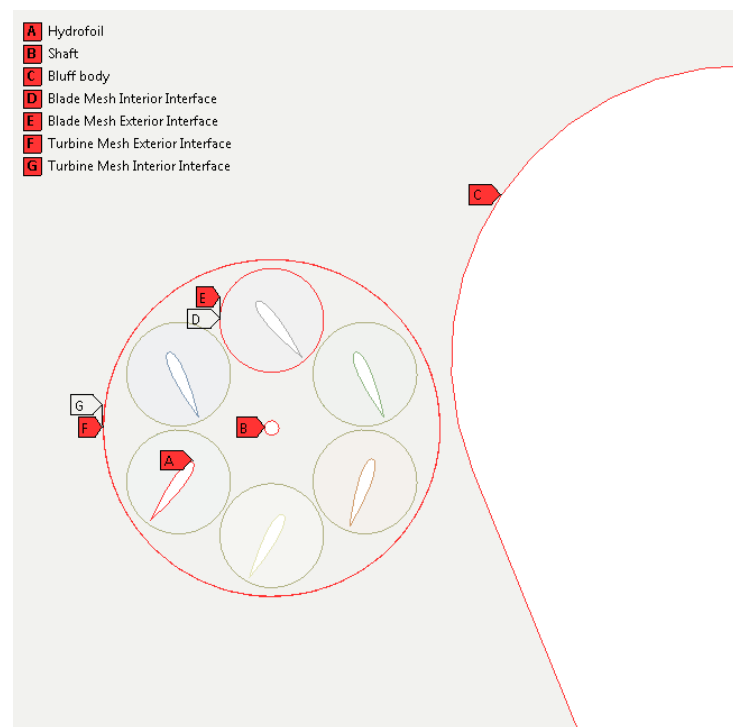 A Hydrofoil
B Shaft
C Bluff body
D Blade Mesh Interior Interface
E Blade Mesh Exterior Interface
F Turbine Mesh Exterior Interface
G Turbine Mesh Interior Interface
C
E
D
G
F
B
A